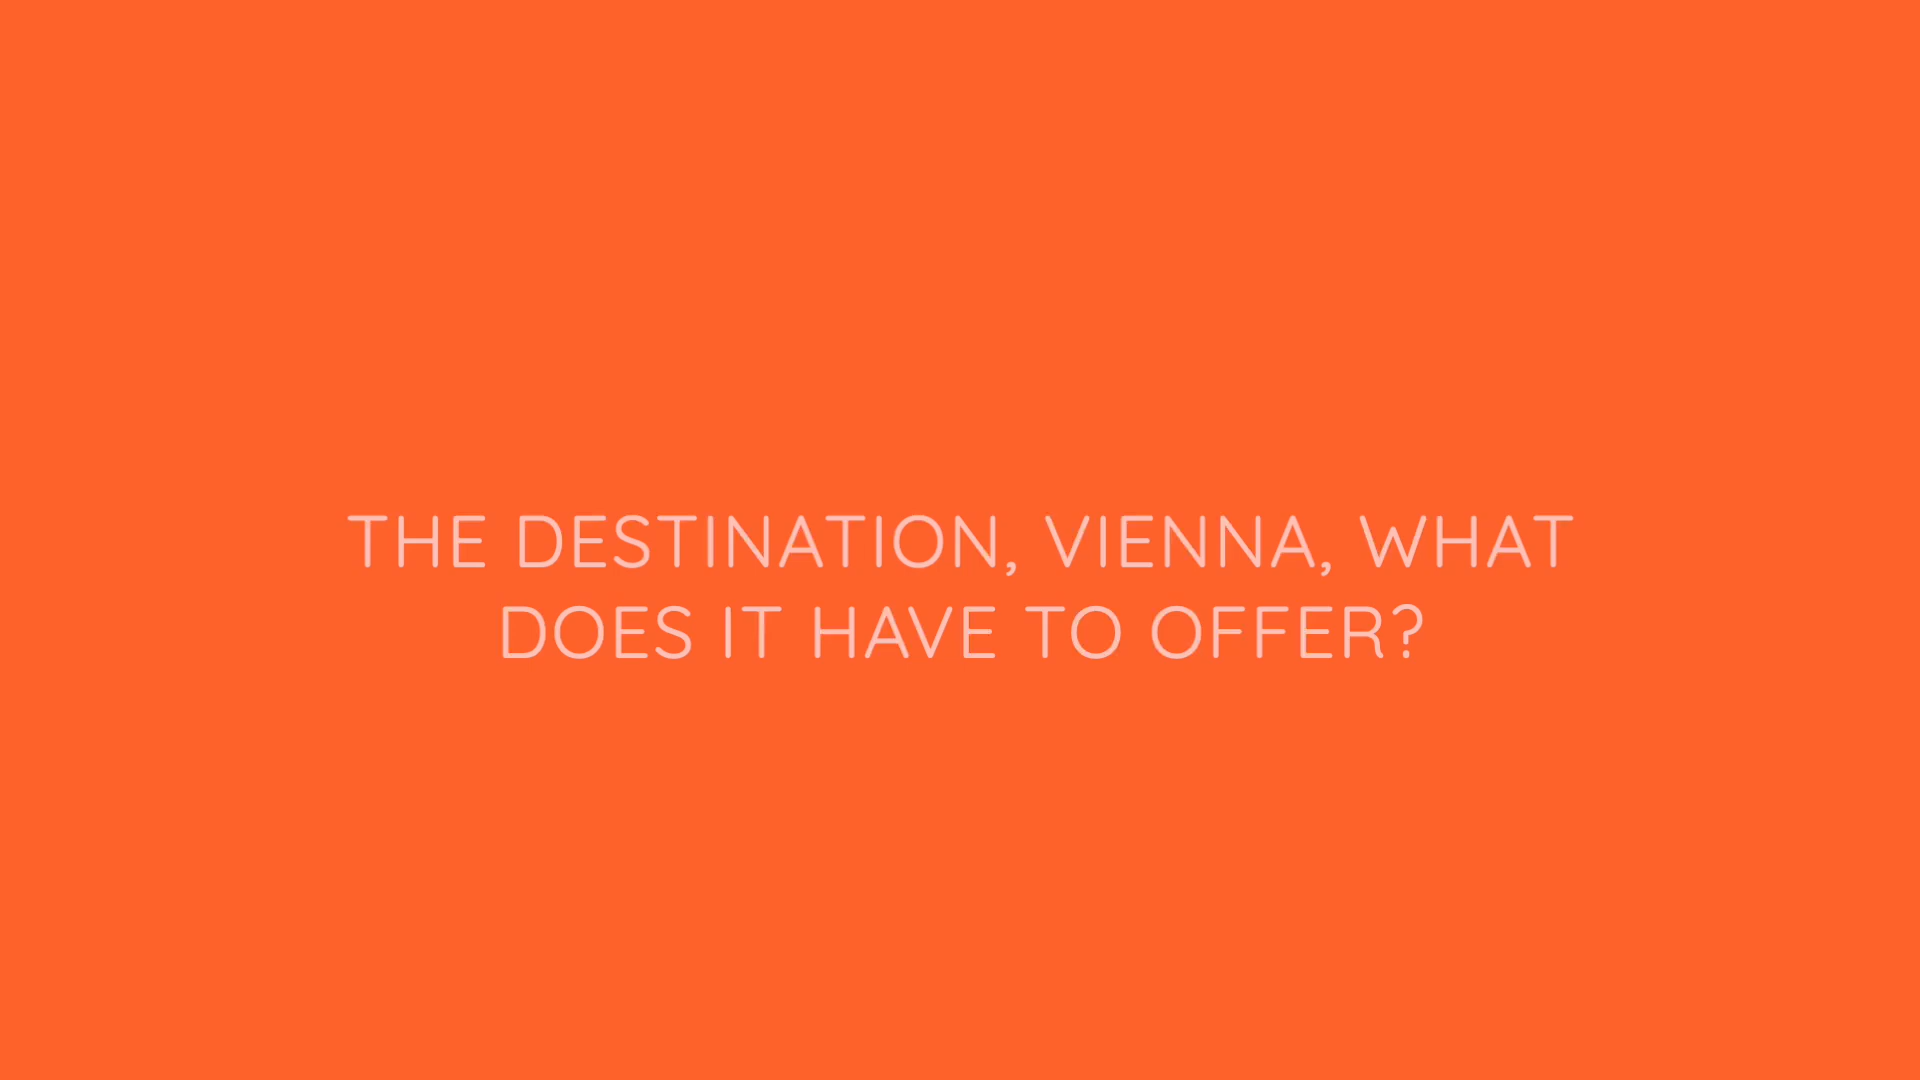 THE DESTINATION, VIENNA, WHAT
DOES IT HAVE TO OFFER?